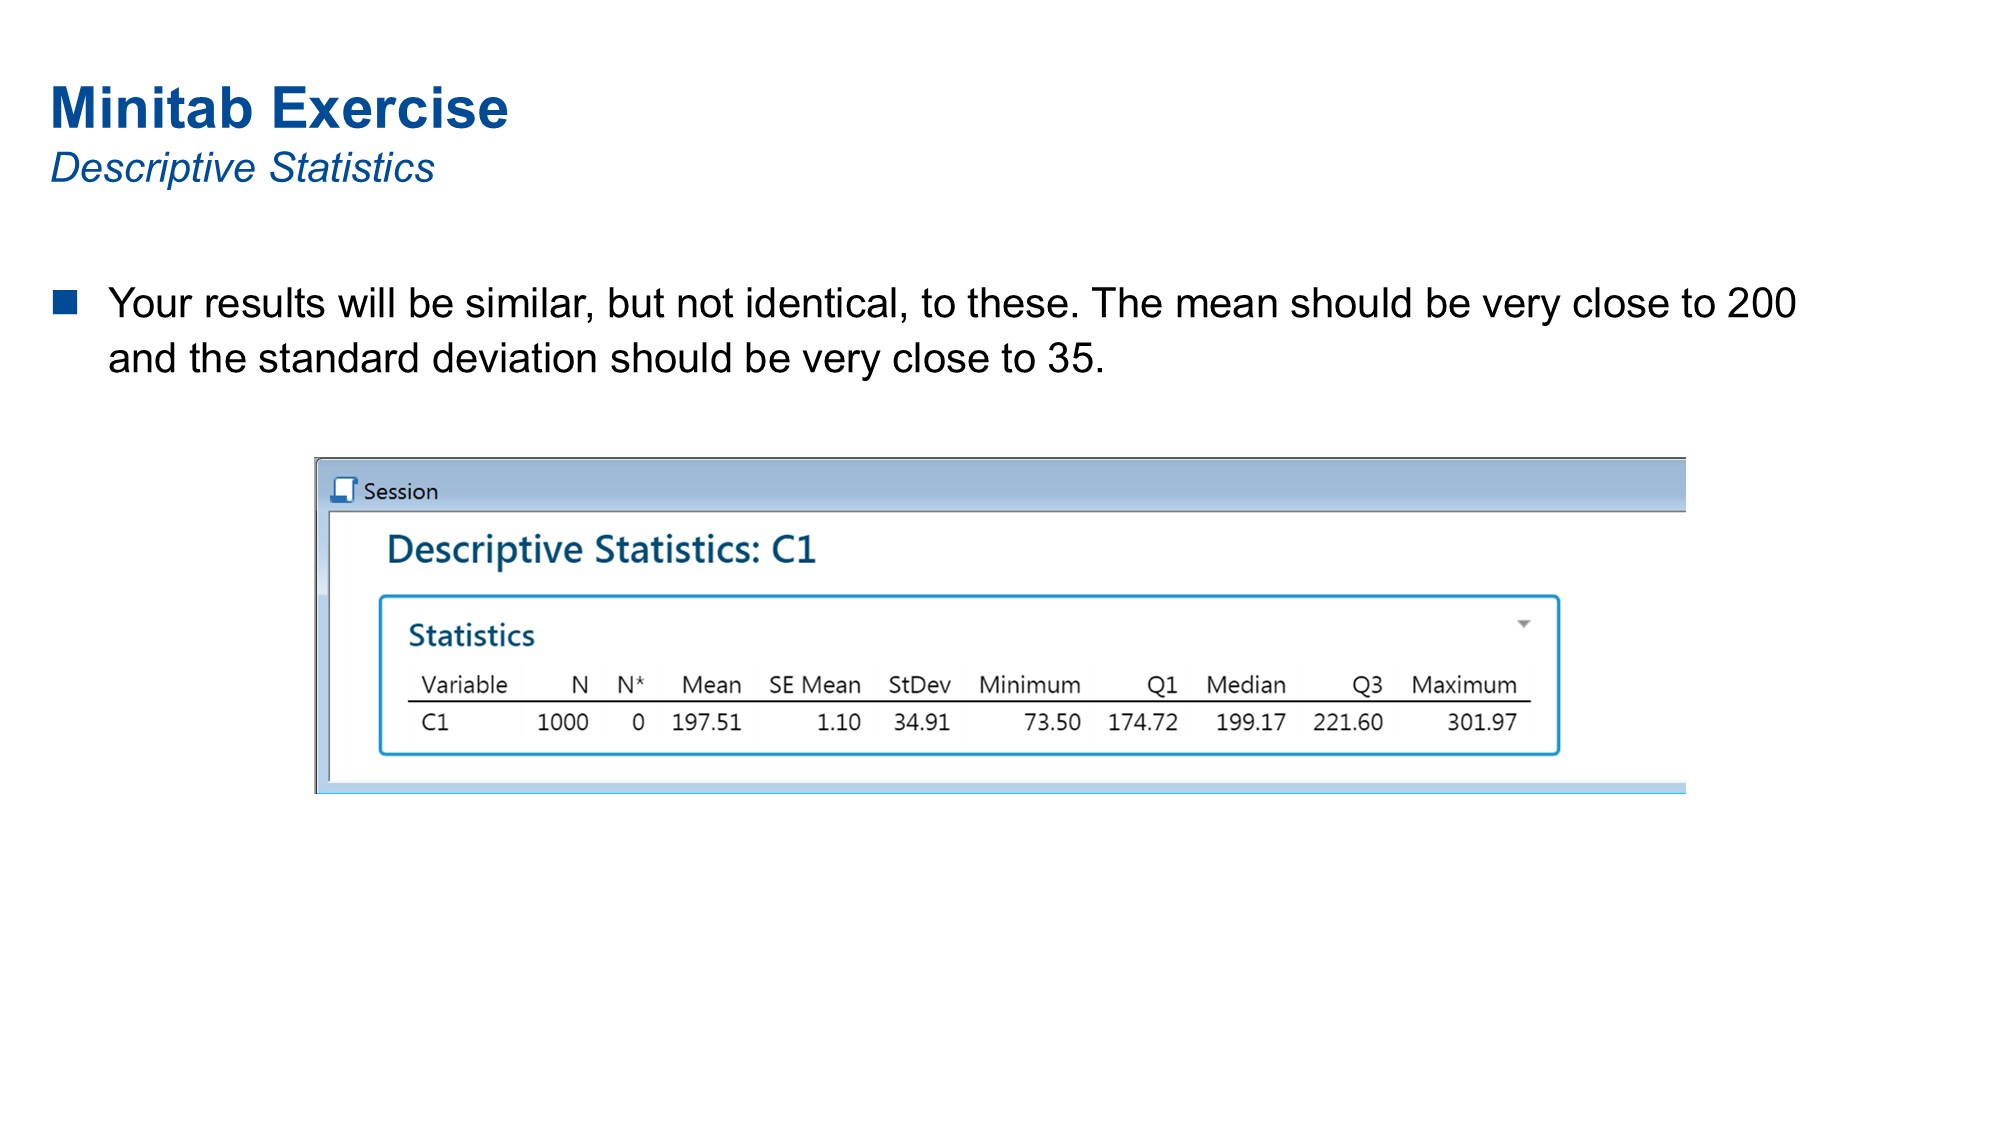 Minitab Exercise
Descriptive Statistics
Your results will be similar, but not identical, to these. The mean should be very close to 200
and the standard deviation should be very close to 35.
Session
Descriptive Statistics: C1
Statistics
Variable N N* Mean SE Mean StDev Minimum Q1 Median Q3 Maximum
C1 1000 0 197.51 1.10 34.91 73.50 174.72 199.17 221.60 301.97